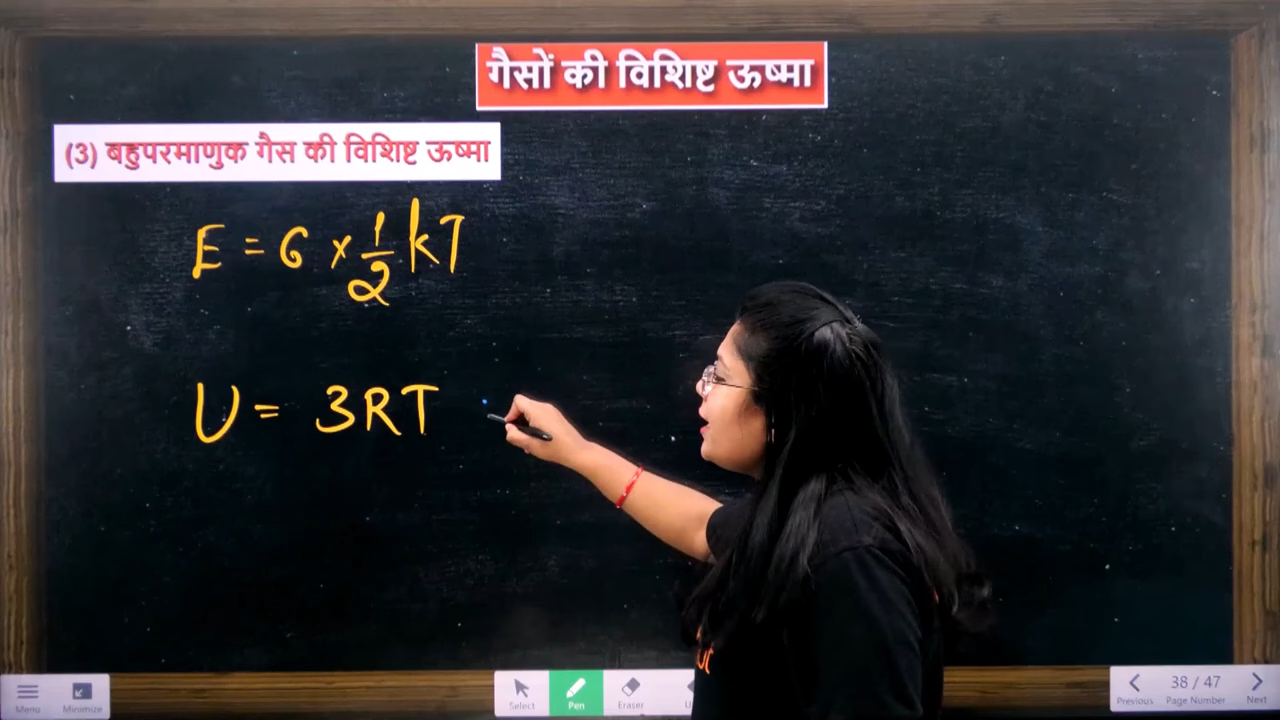 गैसों की विशिष्ट ऊष्मा
(3) बहुपरमाणुक गैस की विशिष्ट ऊष्मा
E = 6 × 1/2 kT
U = 3RT
Menu
Minimize
Select
Pen
Eraser
38 / 47
Previous
Page Number
Next